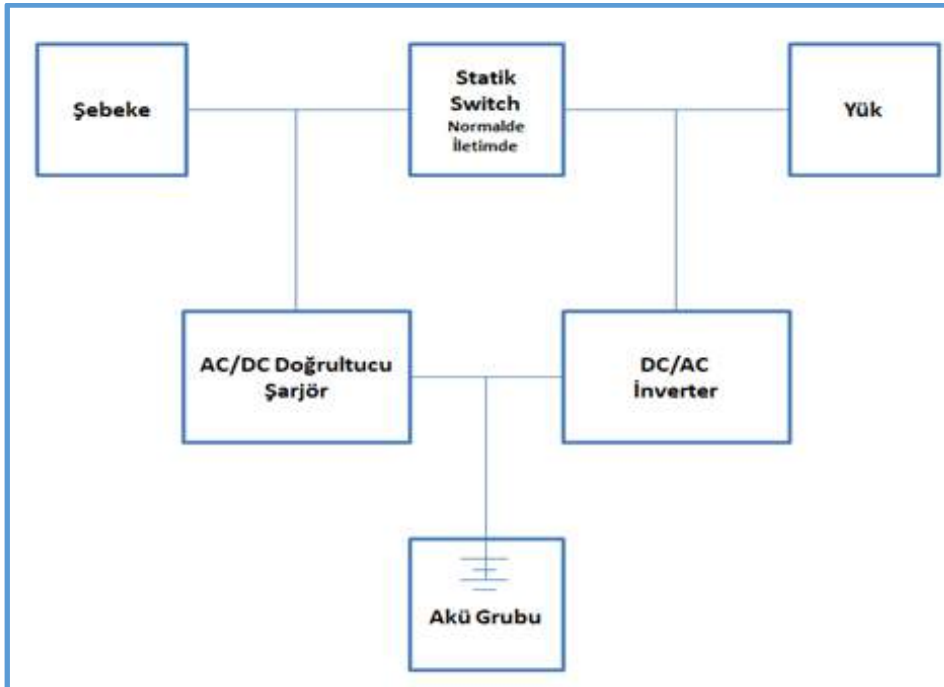 Şebeke
Statik
Switch
Normalde
İletimde
Yük
AC/DC Doğrultucu
Şarjör
DC/AC
İnverter
Akü Grubu